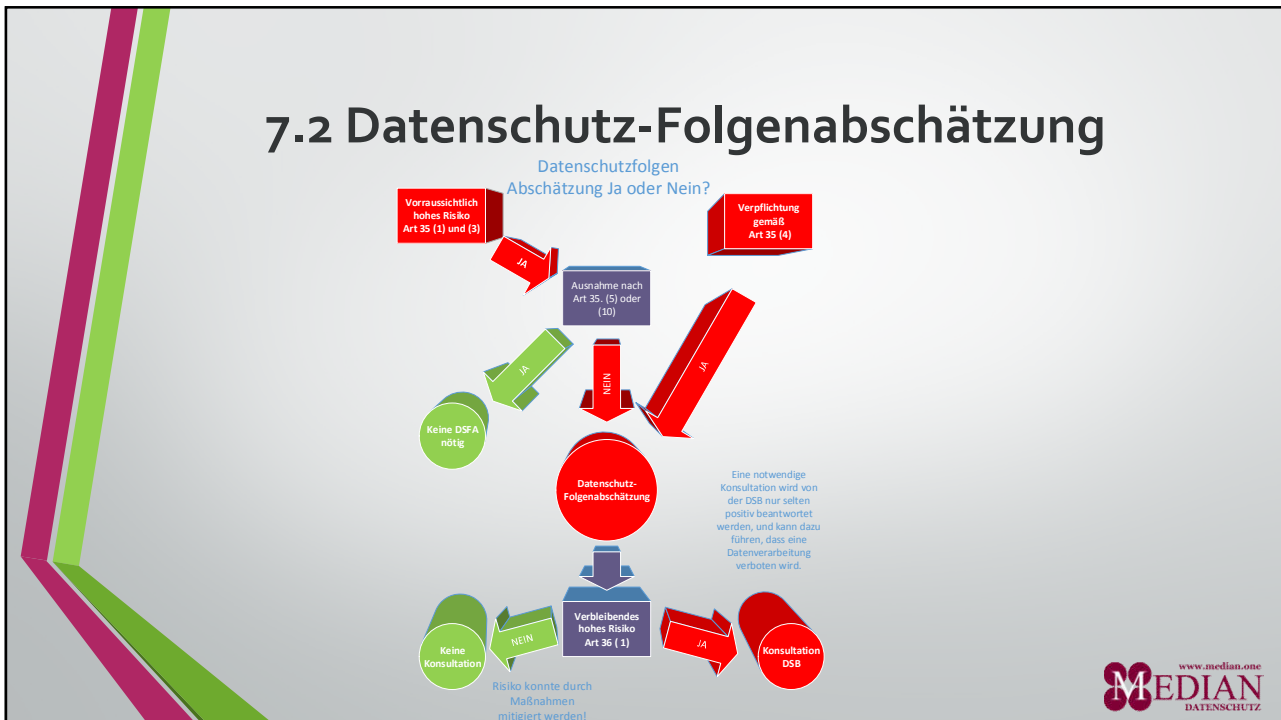 7.2 Datenschutz-Folgenabschätzung
Datenschutzfolgen
Abschätzung Ja oder Nein?
Vorraussichtlich
hohes Risiko
Art 35 (1) und (3)
Verpflichtung
gemäß
Art 35 (4)
JA
Ausnahme nach
Art 35. (5) oder
(10)
JA
NEIN
JA
Keine DSFA
nötig
Datenschutz-
Folgenabschätzung
Eine notwendige
Konsultation wird von
der DSB nur selten
positiv beantwortet
werden, und kann dazu
führen, dass eine
Datenverarbeitung
verboten wird.
Verbleibendes
hohes Risiko
Art 36 ( 1)
NEIN
JA
Keine
Konsultation
Konsultation
DSB
Risiko konnte durch
Maßnahmen
mitigiert werden!
www.median.one
MEDIAN
DATENSCHUTZ